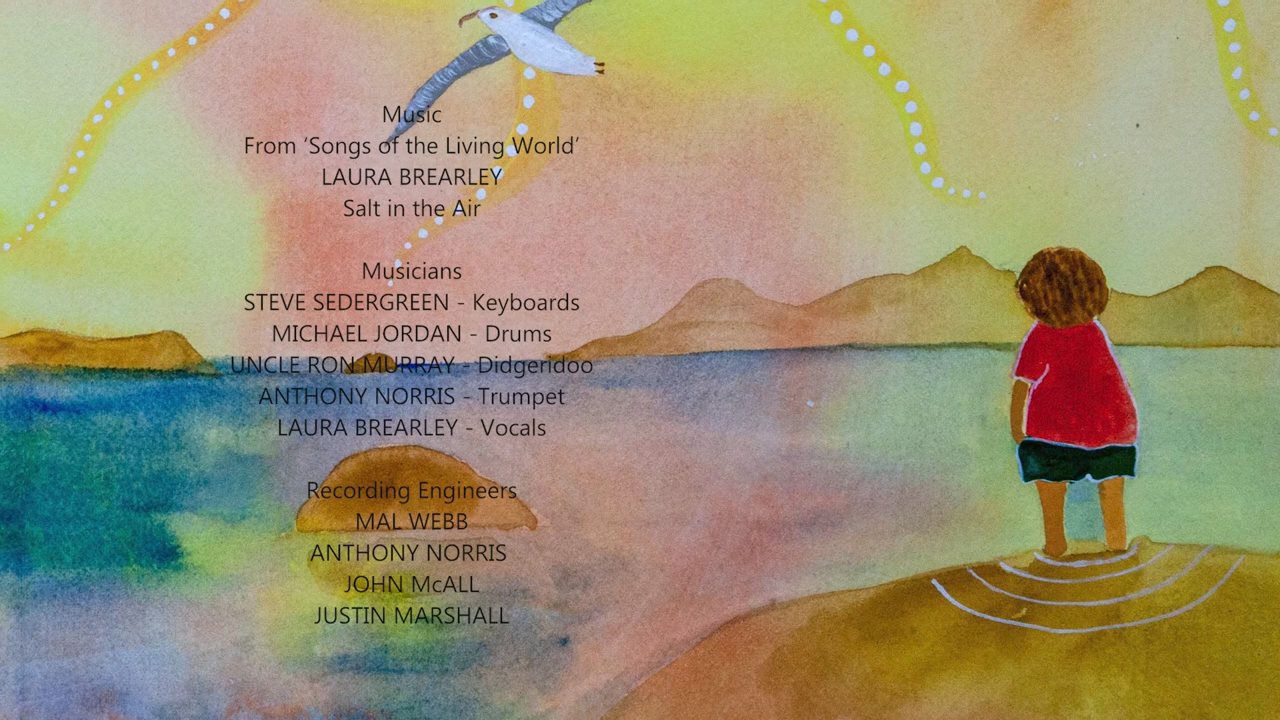 Music
From ‘Songs of the Living World’
LAURA BREARLEY
Salt in the Air
Musicians
STEVE SEDERGREEN - Keyboards
MICHAEL JORDAN - Drums
UNCLE RON MURRAY - Didgeridoo
ANTHONY NORRIS - Trumpet
LAURA BREARLEY - Vocals
Recording Engineers
MAL WEBB
ANTHONY NORRIS
JOHN McALL
JUSTIN MARSHALL